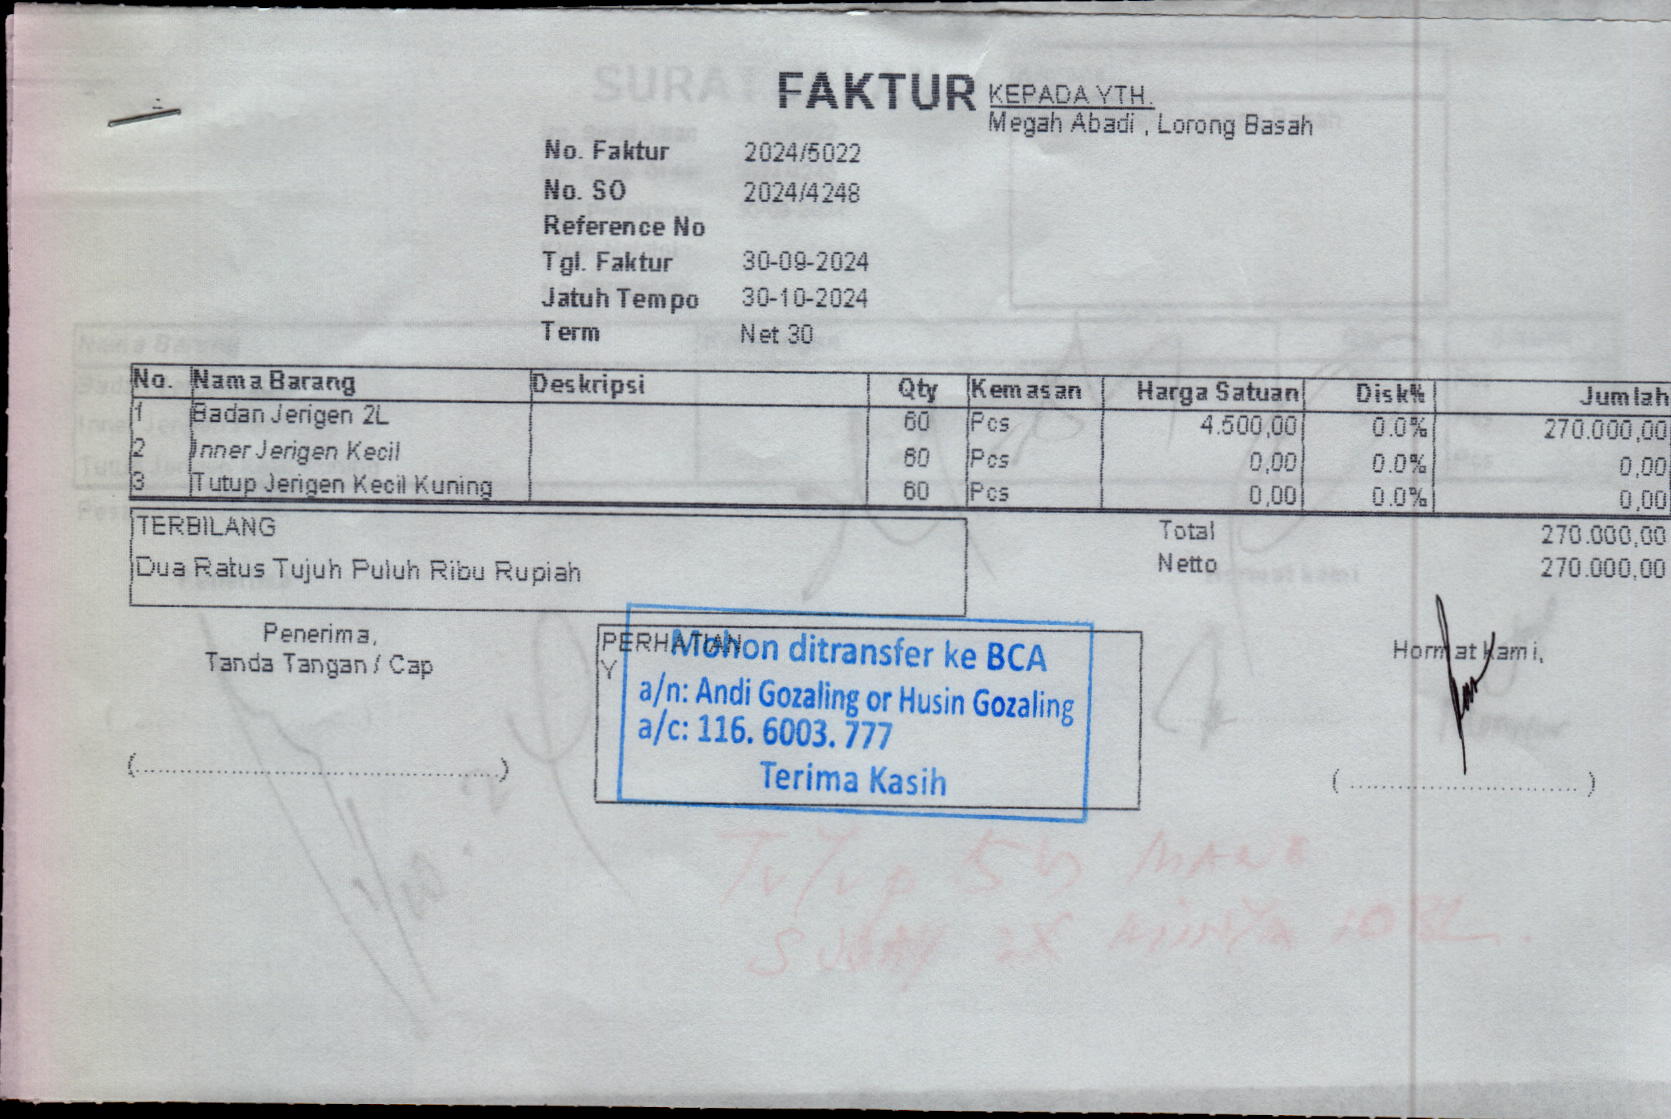 FAKTUR
KEPADA YTH.
Megah Abadi , Lorong Basah
No. Faktur 2024/5022
No. SO 2024/4248
Reference No
Tgl. Faktur 30-09-2024
Jatuh Tempo 30-10-2024
Term Net 30
No. Nama Barang Deskripsi Qty Kemasan Harga Satuan Disk% Jumlah
1 Badan Jerigen 2L 60 Pcs 4.500,00 0.0% 270.000,00
2 Inner Jerigen Kecil 60 Pcs 0,00 0.0% 0,00
3 Tutup Jerigen Kecil Kuning 60 Pcs 0,00 0.0% 0,00
TERBILANG
Dua Ratus Tujuh Puluh Ribu Rupiah
Total 270.000,00
Netto 270.000,00
Penerima,
Tanda Tangan / Cap
(..........................................)
PERHATIAN
Y
Mohon ditransfer ke BCA
a/n: Andi Gozaling or Husin Gozaling
a/c: 116. 6003. 777
Terima Kasih
Hormat Kami,
( ............................ )
SURAT
Nama Barang
Tutup